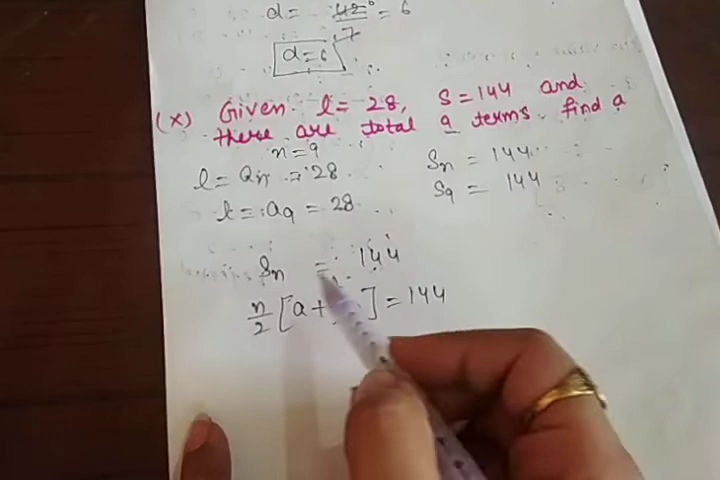 d = 42/7 = 6
d = 6
(x) Given l = 28, S = 144 and
there are total 9 terms. find a
n = 9
l = an = 28
l = a9 = 28
Sn = 144
S9 = 144
Sn = 144
n/2 [a + ] = 144